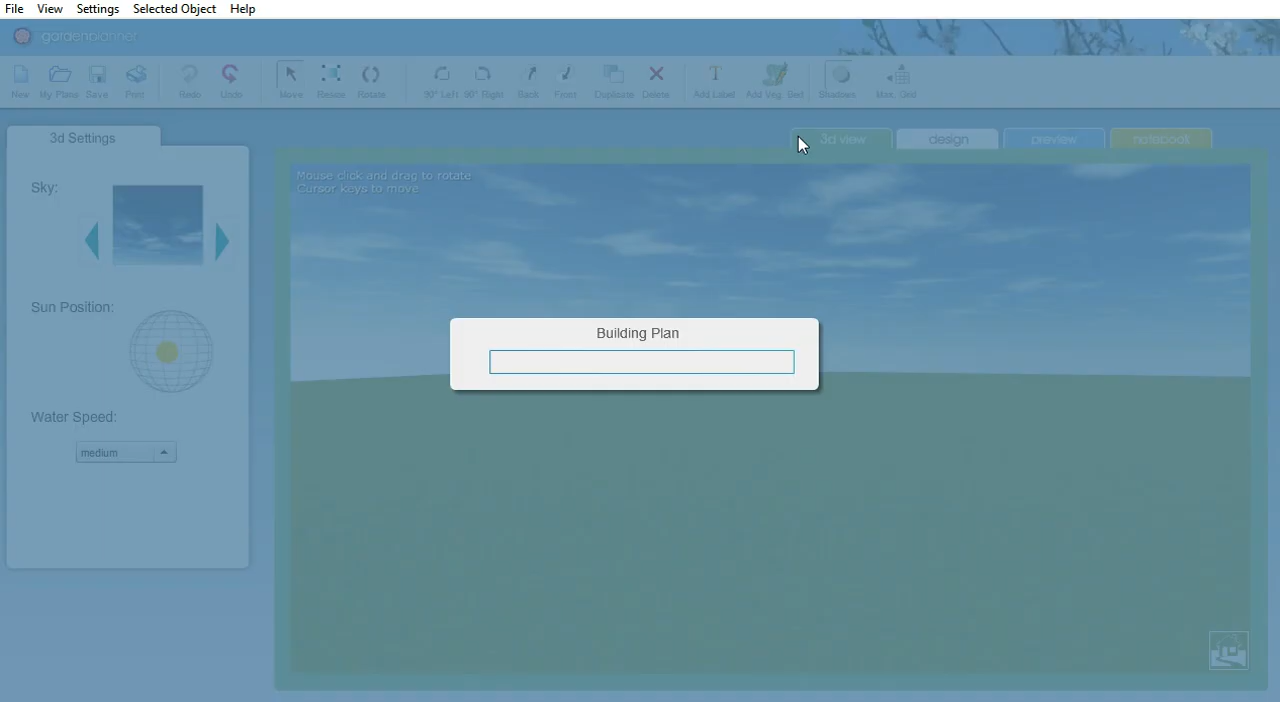 File View Settings Selected Object Help
gardenplanner
New My Plans Save Print Redo Undo Move Resize Rotate 90° Left 90° Right Back Front Duplicate Delete Add Label Add Veg. Bed Shadows Max. Grid
3d Settings
3d view design preview notebook
Mouse click and drag to rotate
Cursor keys to move
Sky:
Building Plan
Sun Position:
Water Speed:
medium